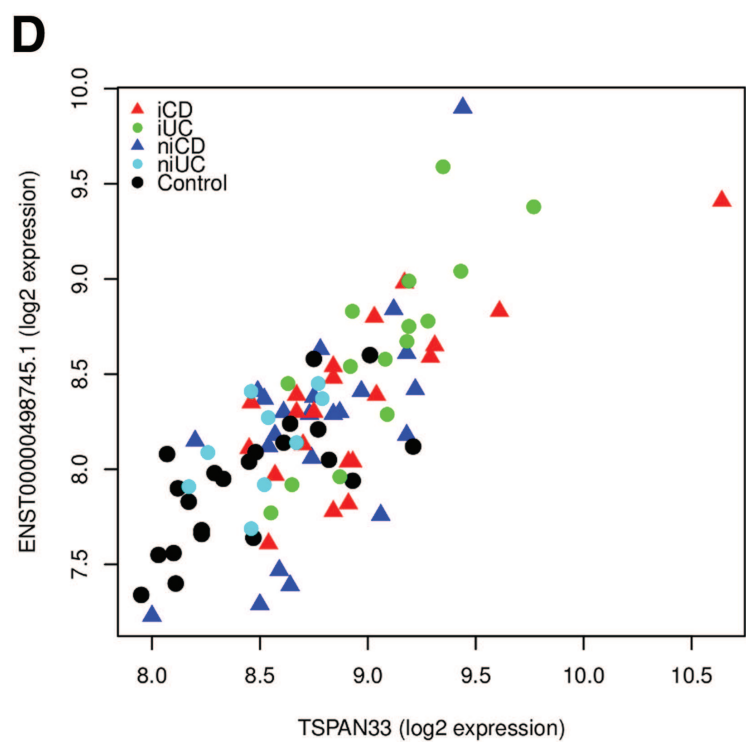 D
iCD
iUC
niCD
niUC
Control
10.0
9.5
9.0
8.5
8.0
7.5
ENST00000498745.1 (log2 expression)
8.0 8.5 9.0 9.5 10.0 10.5
TSPAN33 (log2 expression)